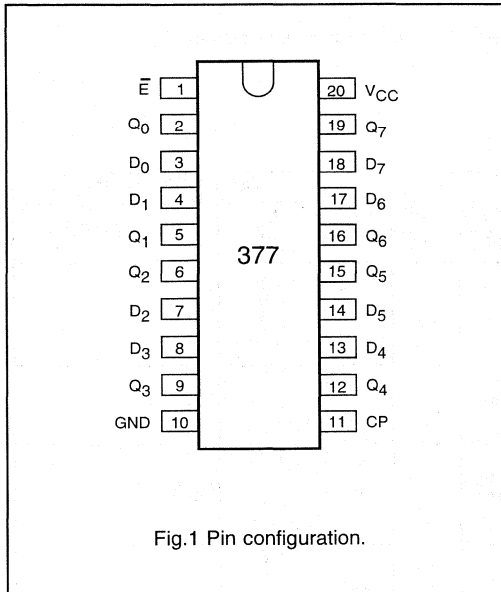 E̅ 1 20 VCC
Q0 2 19 Q7
D0 3 18 D7
D1 4 17 D6
Q1 5 16 Q6
377
Q2 6 15 Q5
D2 7 14 D5
D3 8 13 D4
Q3 9 12 Q4
GND 10 11 CP
Fig.1 Pin configuration.